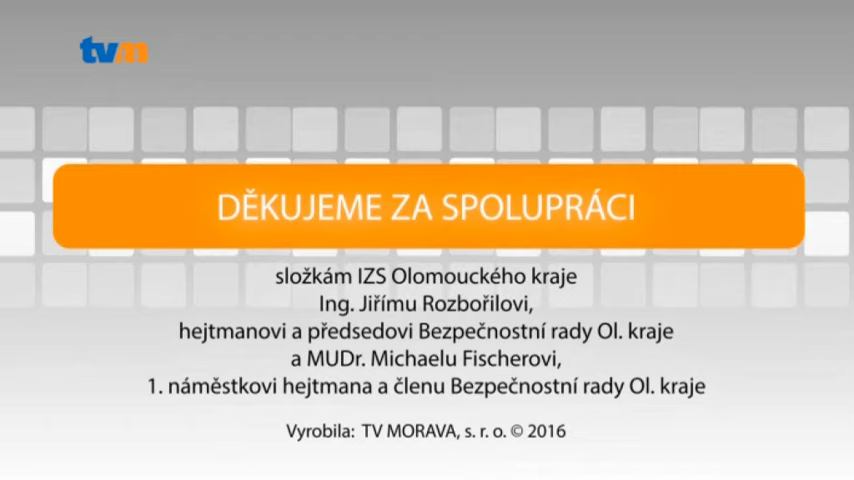 tvm
DĚKUJEME ZA SPOLUPRÁCI
složkám IZS Olomouckého kraje
Ing. Jiřímu Rozbořilovi,
hejtmanovi a předsedovi Bezpečnostní rady Ol. kraje
a MUDr. Michaelu Fischerovi,
1. náměstkovi hejtmana a členu Bezpečnostní rady Ol. kraje
Vyrobila: TV MORAVA, s. r. o. © 2016